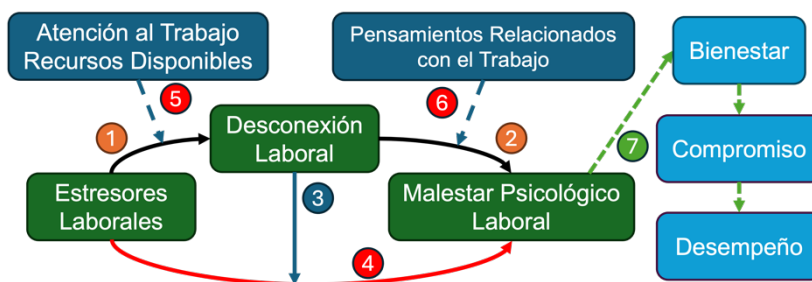 Atención al Trabajo
Recursos Disponibles
Pensamientos Relacionados
con el Trabajo
Bienestar
5
6
1
Desconexión
Laboral
2
7
Compromiso
Estresores
Laborales
3
Malestar Psicológico
Laboral
4
Desempeño